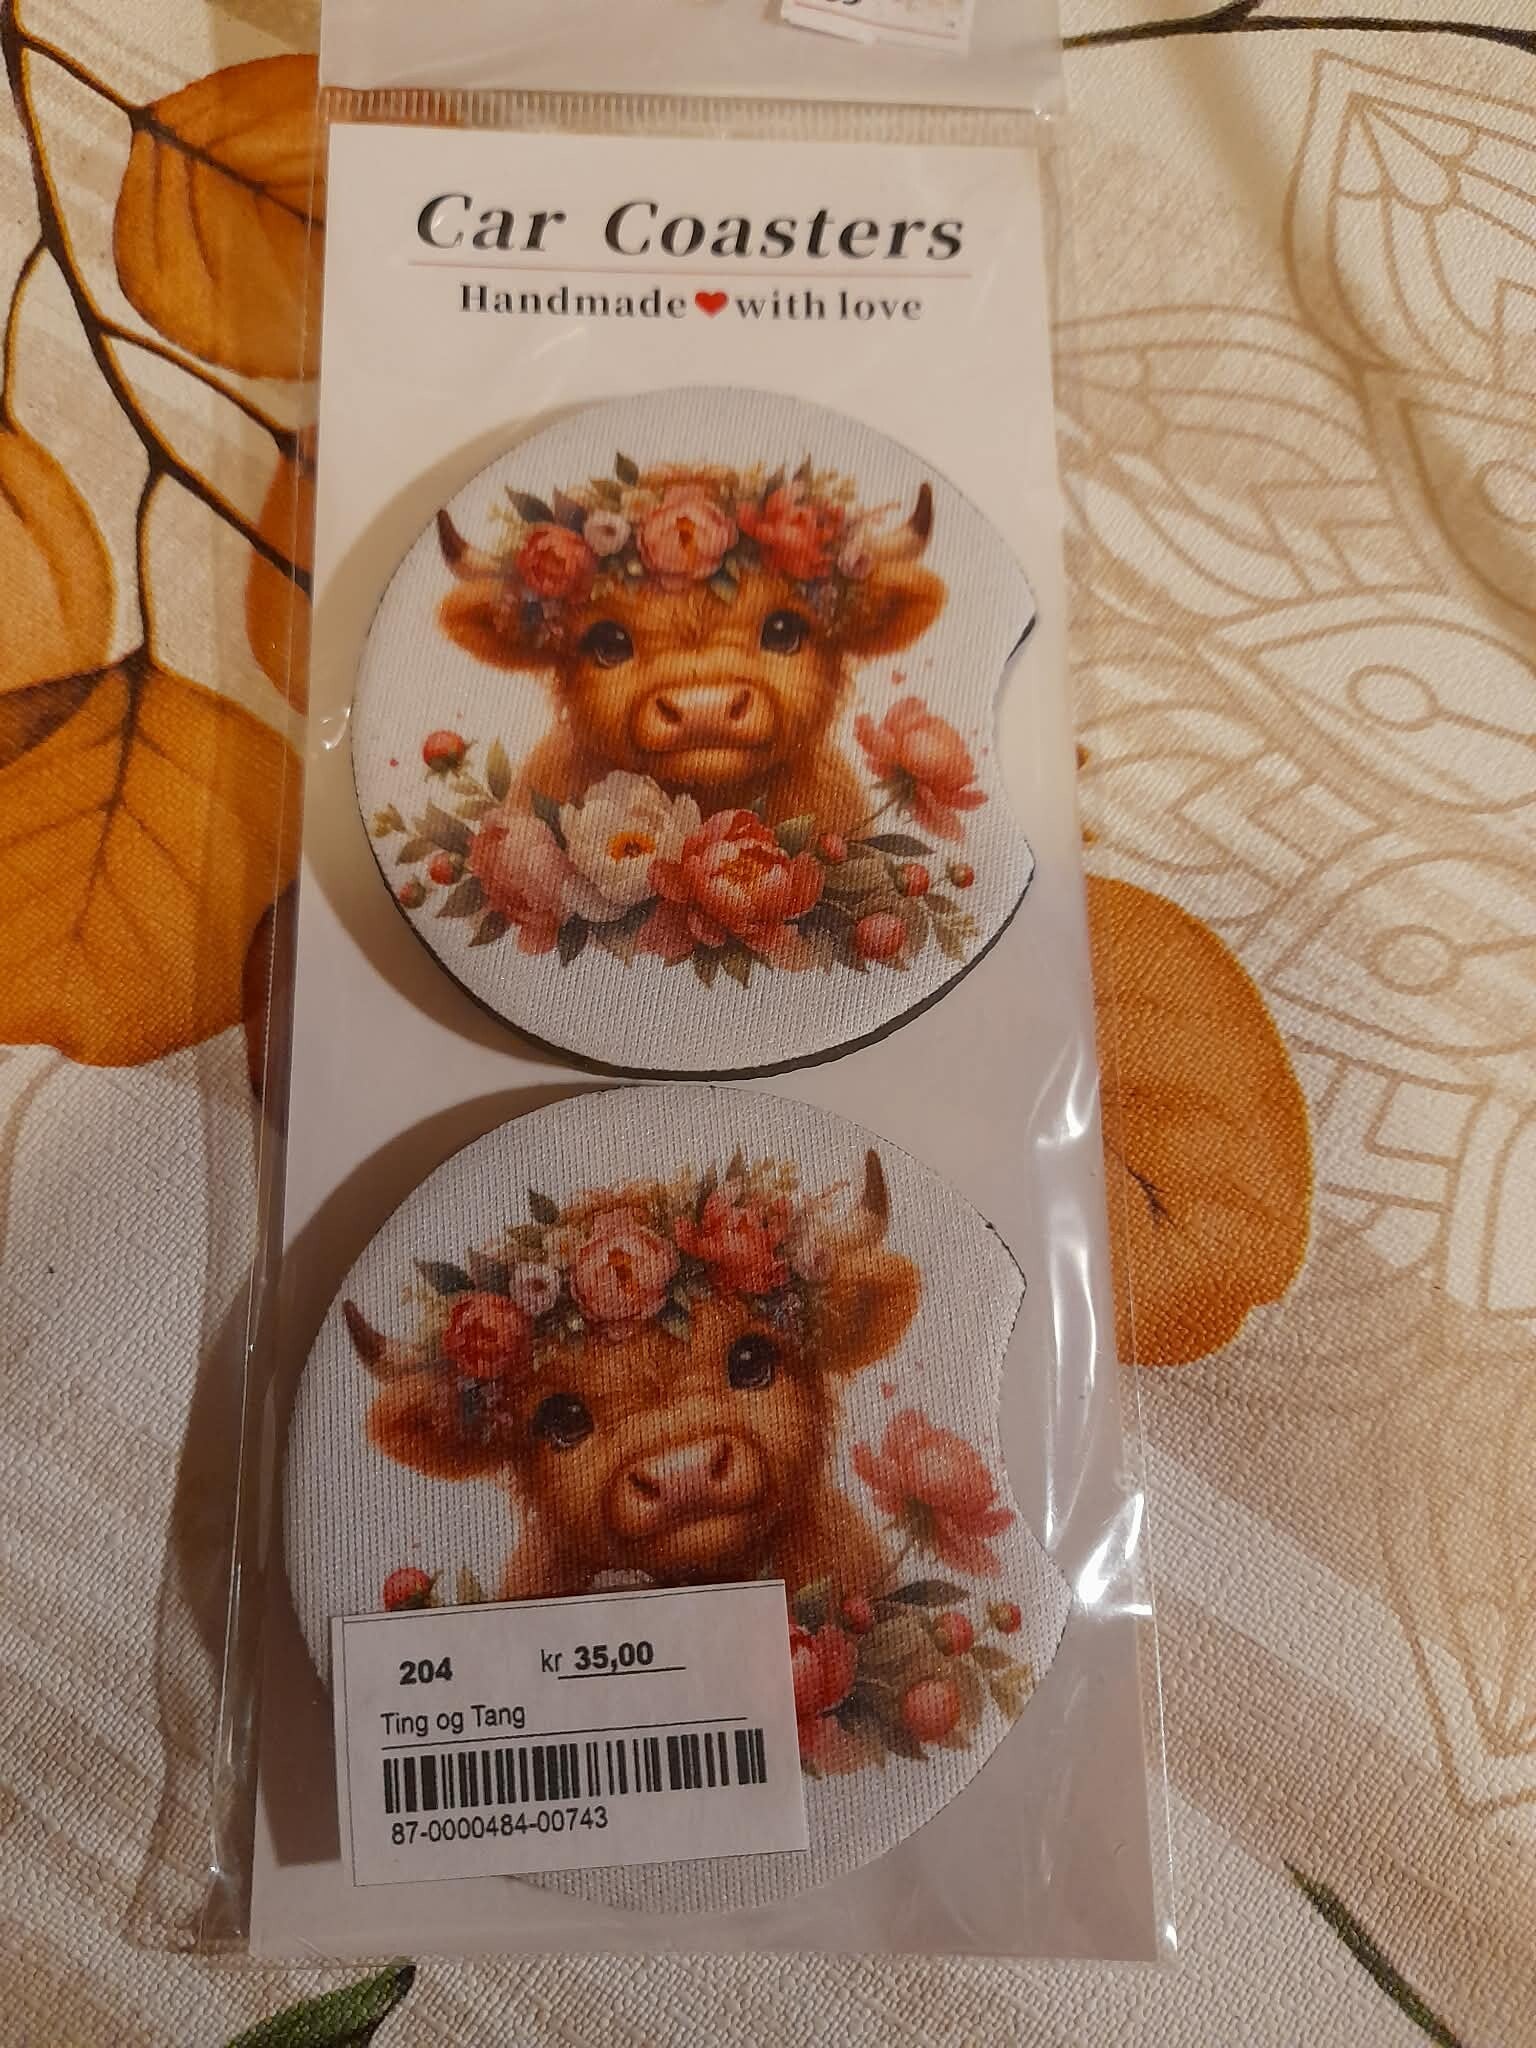 Car Coasters
Handmade❤with love
204 kr 35,00
Ting og Tang
87-0000484-00743